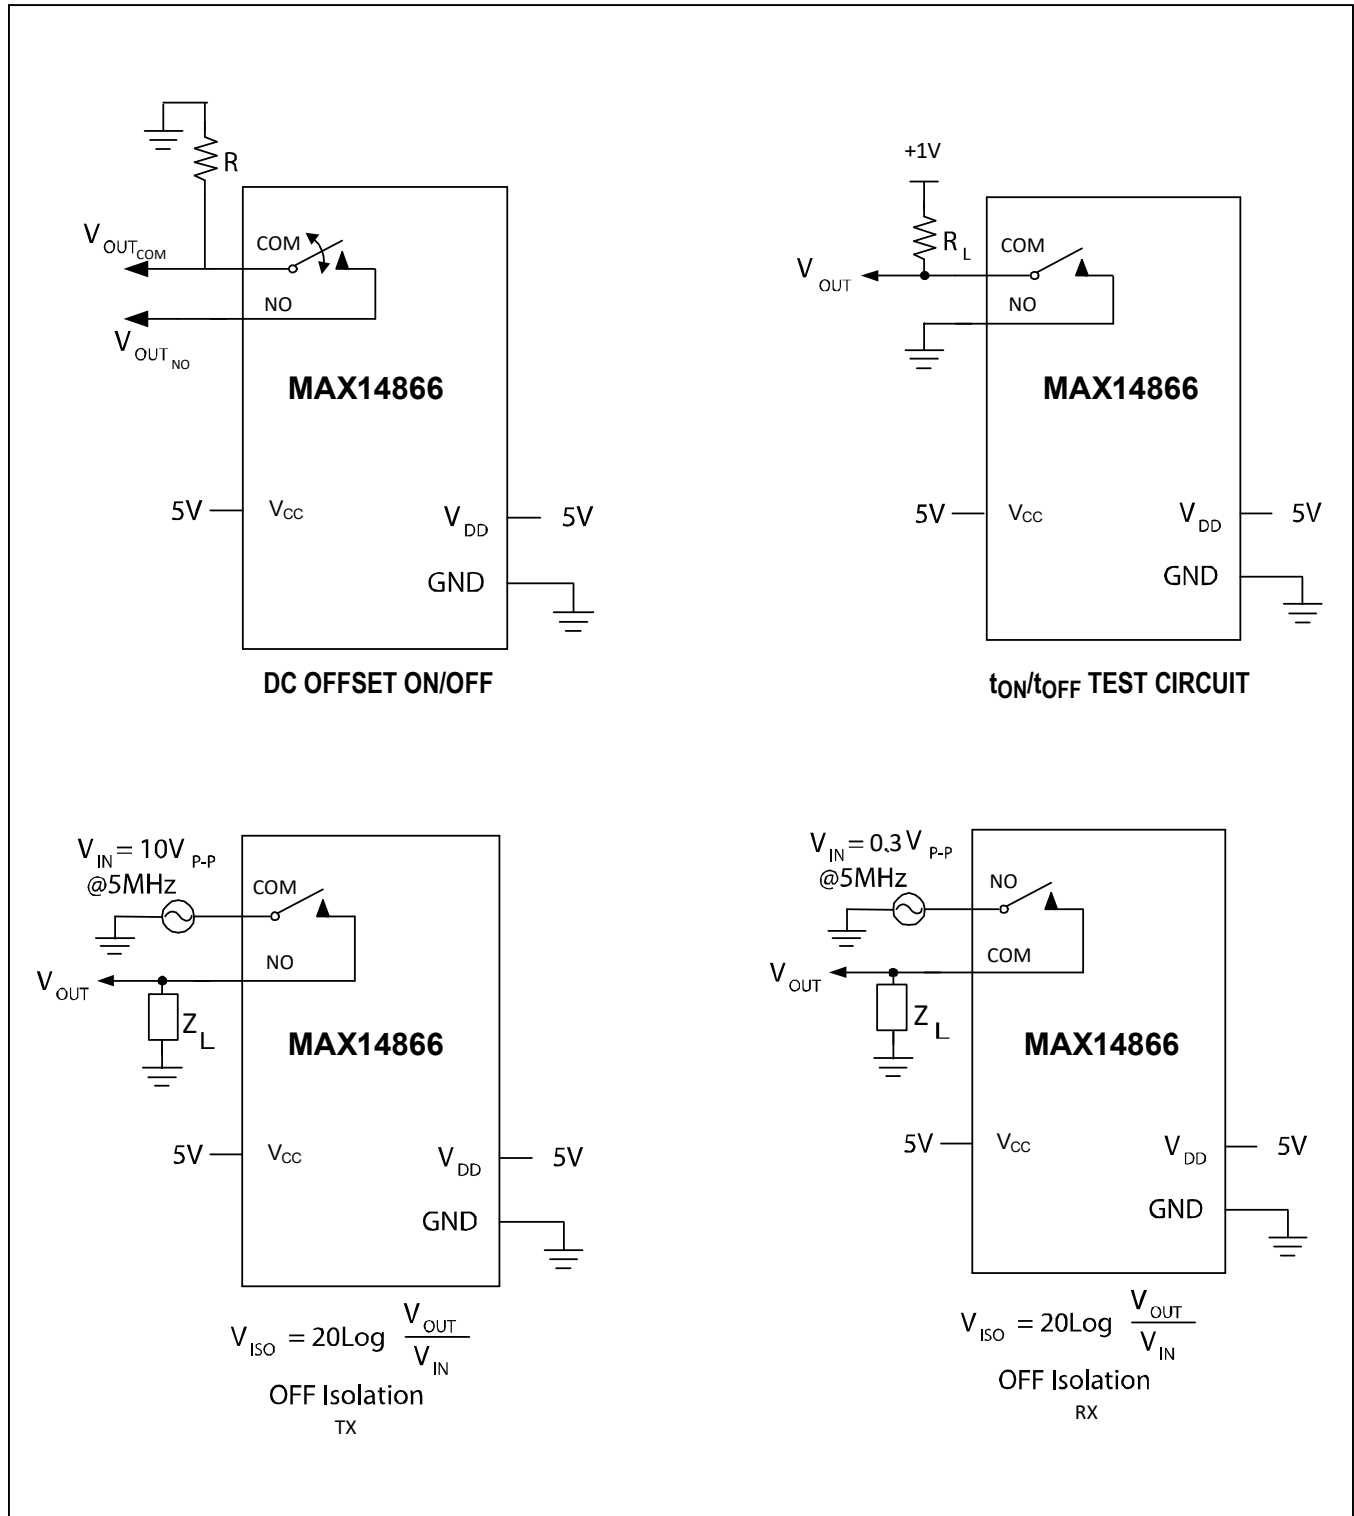 R
V OUT COM
COM
NO
V OUT NO
MAX14866
5V
VCC
V DD
5V
GND
DC OFFSET ON/OFF
+1V
R L
COM
V OUT
NO
MAX14866
5V
VCC
V DD
5V
GND
tON/tOFF TEST CIRCUIT
V IN = 10V P-P
@5MHz
COM
NO
V OUT
Z L
MAX14866
5V
VCC
V DD
5V
GND
V ISO = 20Log V OUT / V IN
OFF Isolation
TX
V IN = 0.3V P-P
@5MHz
NO
COM
V OUT
Z L
MAX14866
5V
VCC
V DD
5V
GND
V ISO = 20Log V OUT / V IN
OFF Isolation
RX